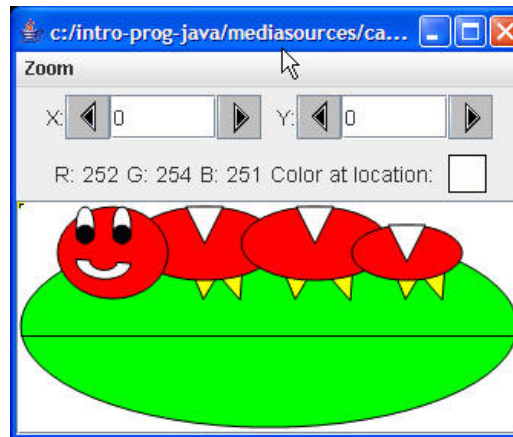 c:/intro-prog-java/mediasources/ca...
Zoom
X: 0 Y: 0
R: 252 G: 254 B: 251 Color at location: